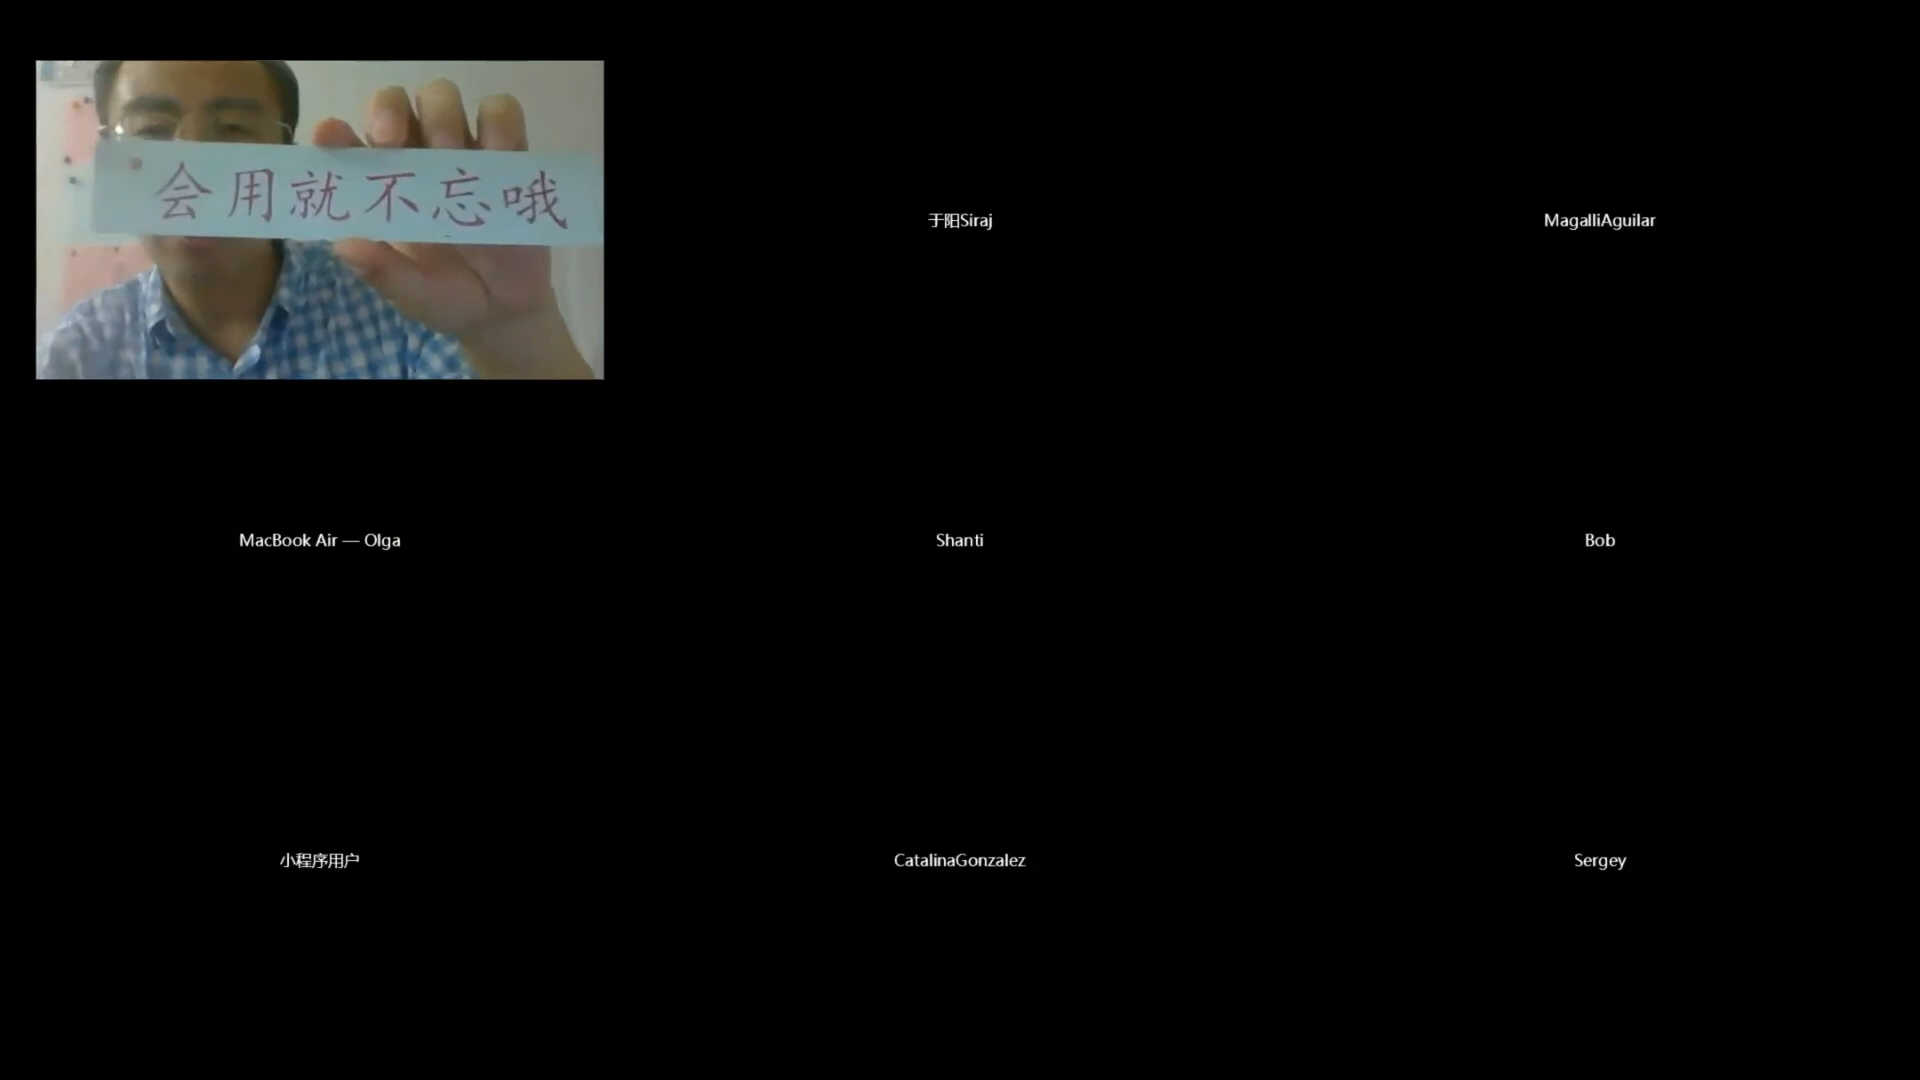 会用就不忘哦
于阳Siraj
MagalliAguilar
MacBook Air — Olga
Shanti
Bob
小程序用户
CatalinaGonzalez
Sergey